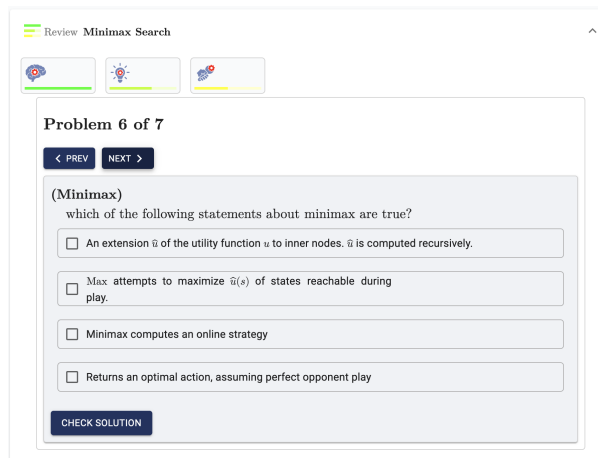 Review Minimax Search
Problem 6 of 7
PREV NEXT
(Minimax)
which of the following statements about minimax are true?
An extension û of the utility function u to inner nodes. û is computed recursively.
Max attempts to maximize û(s) of states reachable during
play.
Minimax computes an online strategy
Returns an optimal action, assuming perfect opponent play
CHECK SOLUTION